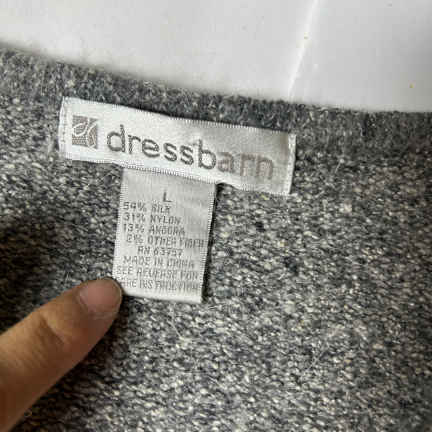 dressbarn
L
54% SILK
31% NYLON
13% ANGORA
2% OTHER FIBER
RN 63757
MADE IN CHINA
SEE REVERSE FOR
CARE INSTRUCTIONS